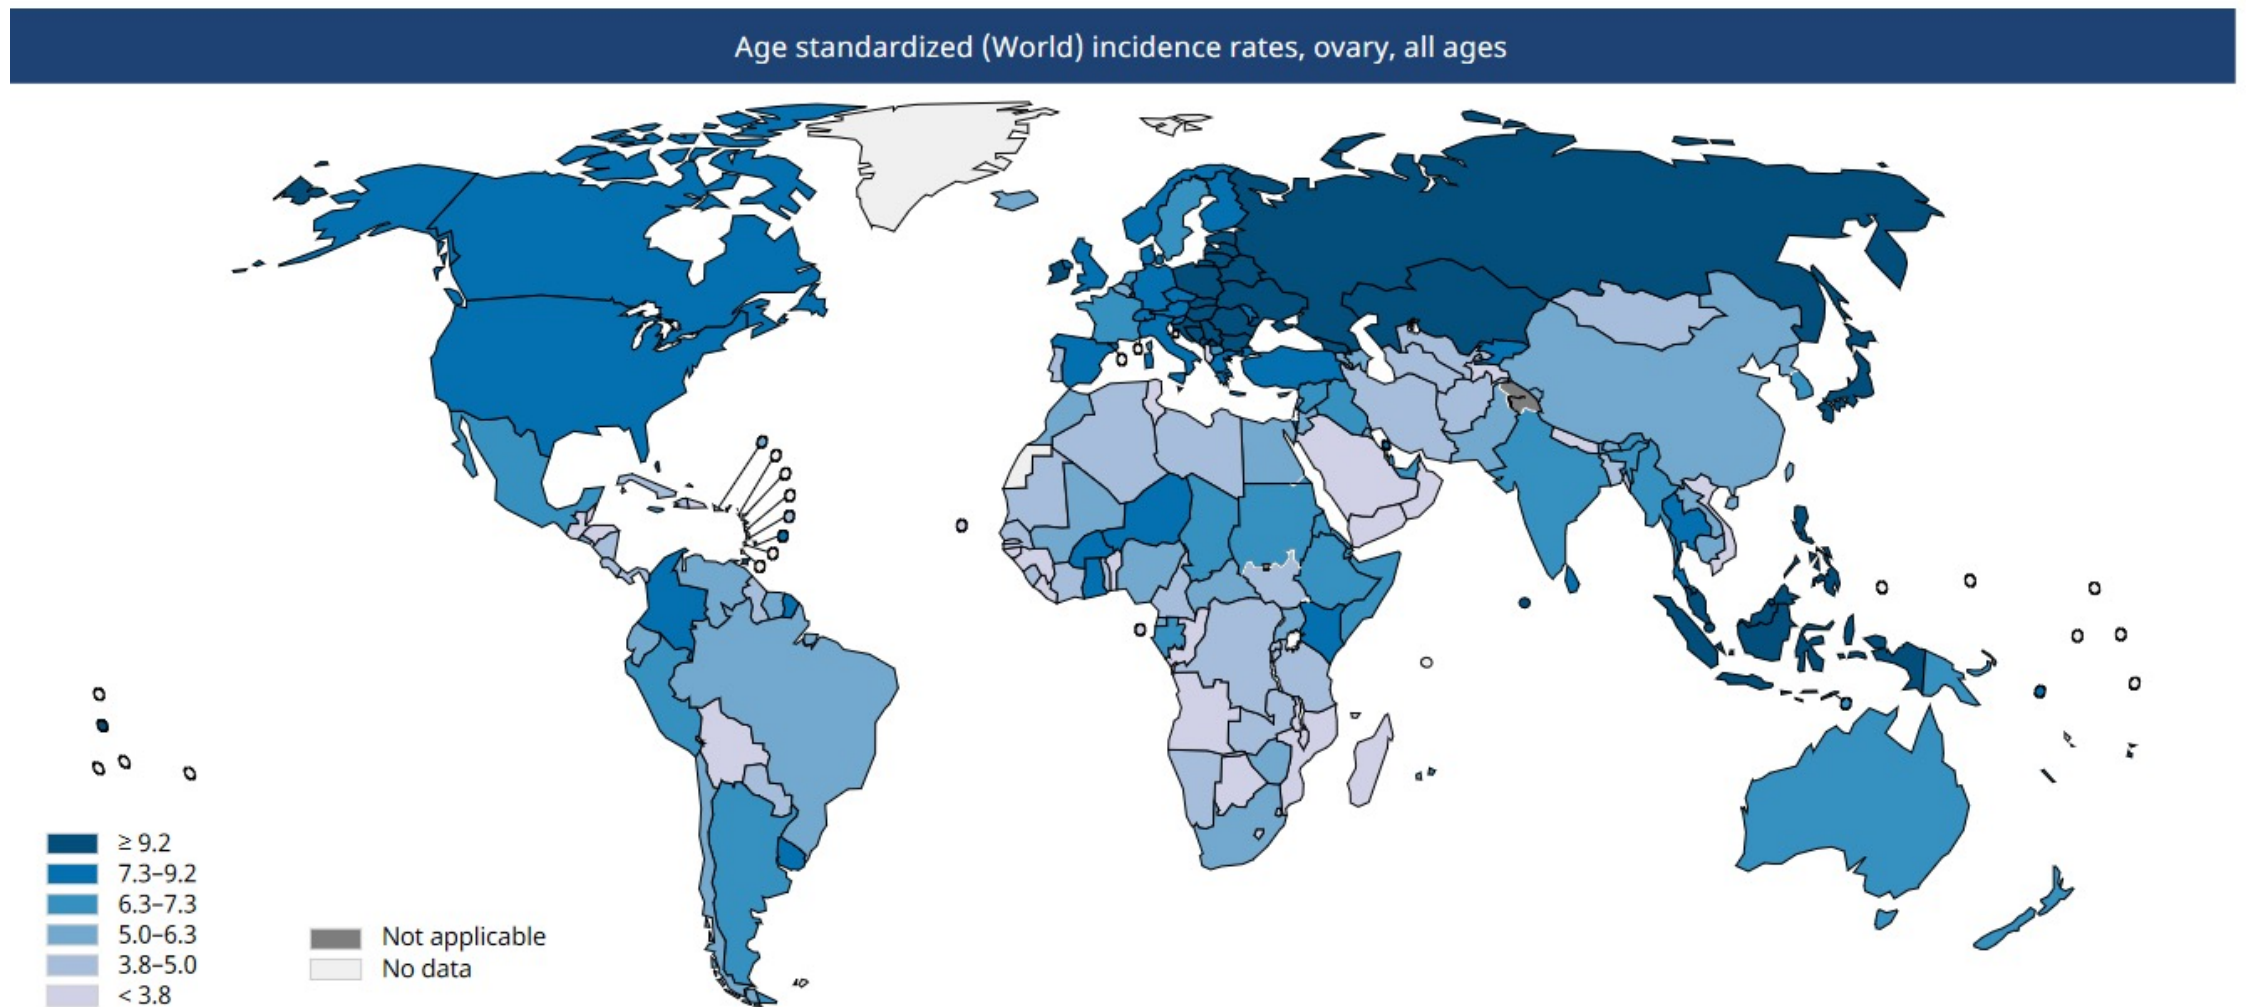 Age standardized (World) incidence rates, ovary, all ages
≥ 9.2
7.3–9.2
6.3–7.3
5.0–6.3
3.8–5.0
< 3.8
Not applicable
No data